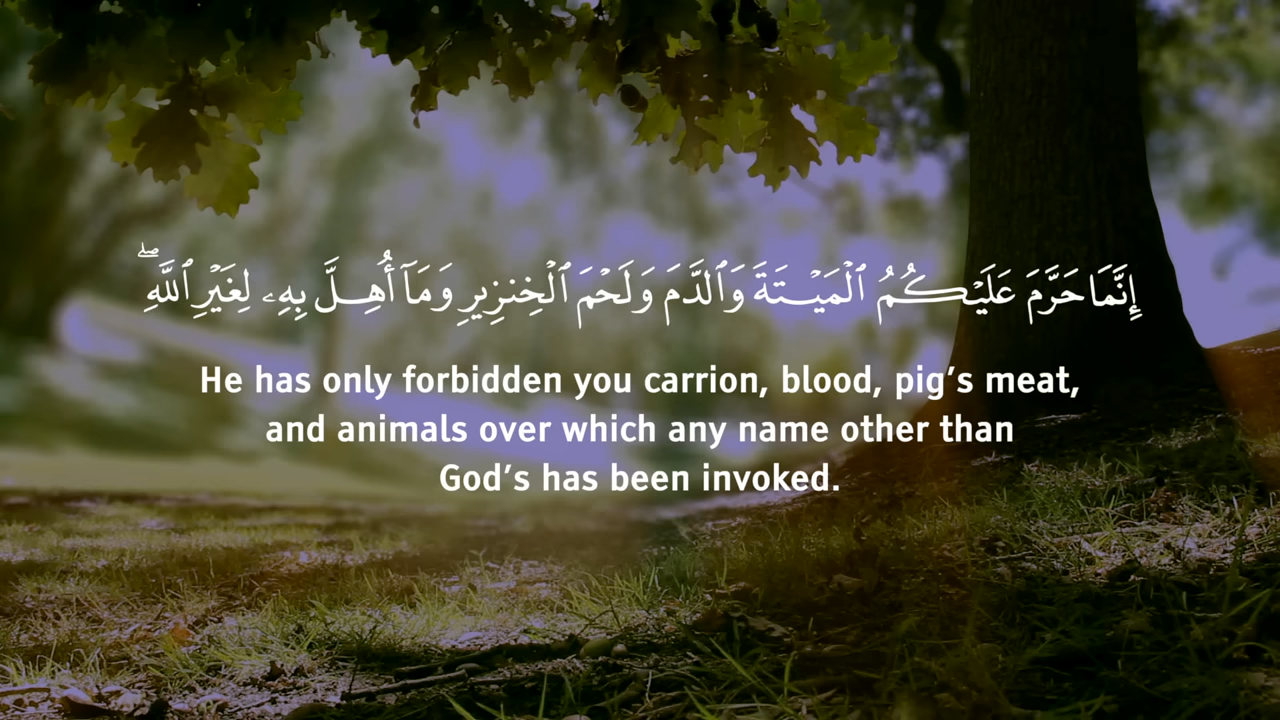 إِنَّمَا حَرَّمَ عَلَيْكُمُ ٱلْمَيْتَةَ وَٱلدَّمَ وَلَحْمَ ٱلْخِنزِيرِ وَمَآ أُهِلَّ بِهِۦ لِغَيْرِ ٱللَّهِ ۖ
He has only forbidden you carrion, blood, pig’s meat,
and animals over which any name other than
God’s has been invoked.